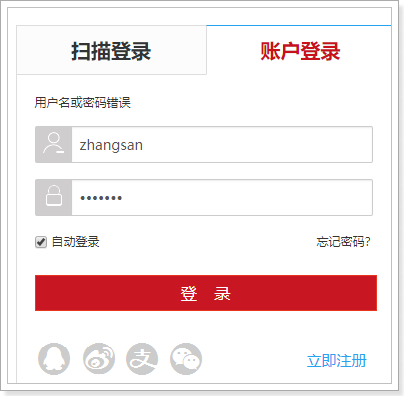 扫描登录 账户登录
用户名或密码错误
zhangsan
•••••••
自动登录 忘记密码?
登 录
立即注册